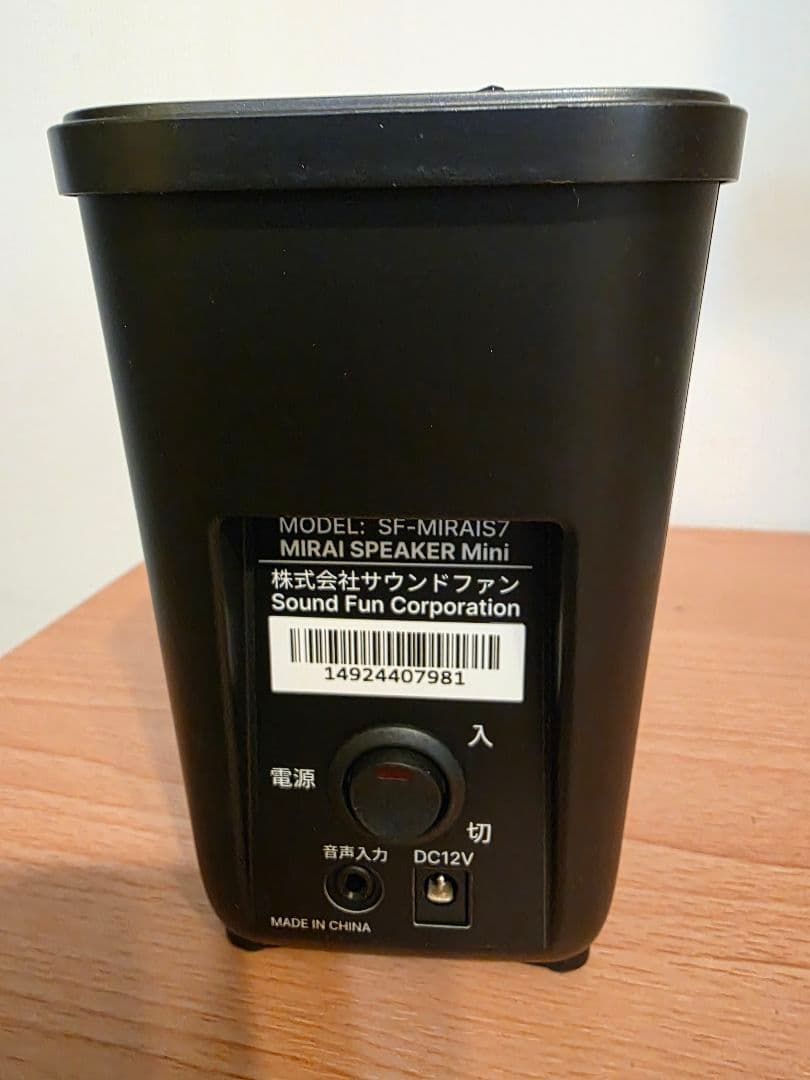 MODEL: SF-MIRAIS7
MIRAI SPEAKER Mini
株式会社サウンドファン
Sound Fun Corporation
14924407981
入
電源
切
音声入力 DC12V
MADE IN CHINA